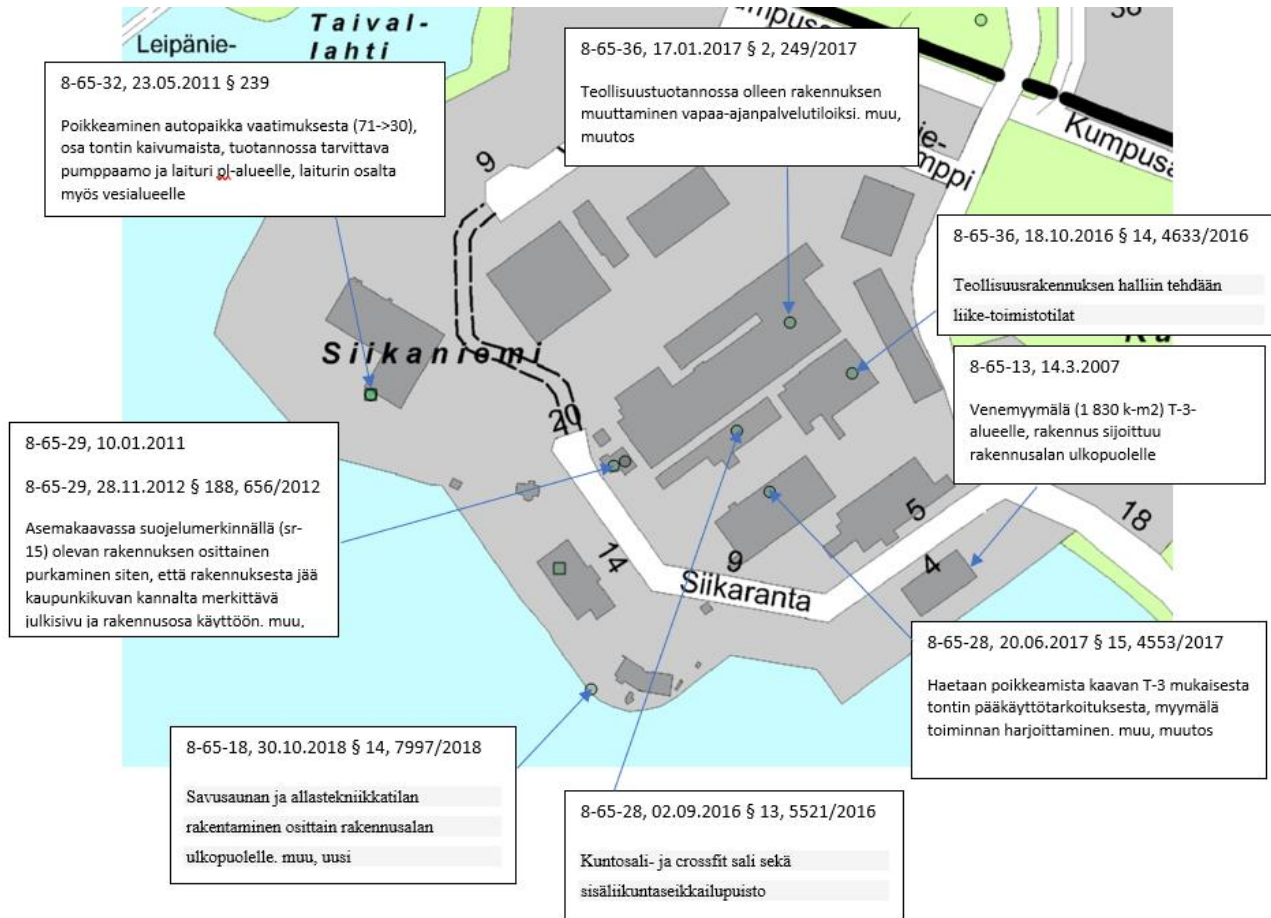 Taival-
lahti
Leipänie-
Kumpusa
36
8-65-32, 23.05.2011 § 239
Poikkeaminen autopaikka vaatimuksesta (71->30),
osa tontin kaivumaista, tuotannossa tarvittava
pumppaamo ja laituri pl-alueelle, laiturin osalta
myös vesialueelle
8-65-36, 17.01.2017 § 2, 249/2017
Teollisuustuotannossa olleen rakennuksen
muuttaminen vapaa-ajanpalvelutiloiksi. muu,
muutos
Kumpusa
ie-
mppi
9
8-65-36, 18.10.2016 § 14, 4633/2016
Teollisuusrakennuksen halliin tehdään
liike-toimistotilat
Siikaniemi
8-65-13, 14.3.2007
Venemyymälä (1 830 k-m2) T-3-
alueelle, rakennus sijoittuu
rakennusalan ulkopuolelle
20
8-65-29, 10.01.2011
8-65-29, 28.11.2012 § 188, 656/2012
Asemakaavassa suojelumerkinnällä (sr-
15) olevan rakennuksen osittainen
purkaminen siten, että rakennuksesta jää
kaupunkikuvan kannalta merkittävä
julkisivu ja rakennusosa käyttöön. muu,
5
18
14
9
4
Siikaranta
8-65-28, 20.06.2017 § 15, 4553/2017
Haetaan poikkeamista kaavan T-3 mukaisesta
tontin pääkäyttötarkoituksesta, myymälä
toiminnan harjoittaminen. muu, muutos
8-65-18, 30.10.2018 § 14, 7997/2018
Savusaunan ja allastekniikkatilan
rakentaminen osittain rakennusalan
ulkopuolelle. muu, uusi
8-65-28, 02.09.2016 § 13, 5521/2016
Kuntosali- ja crossfit sali sekä
sisäliikuntaseikkailupuisto